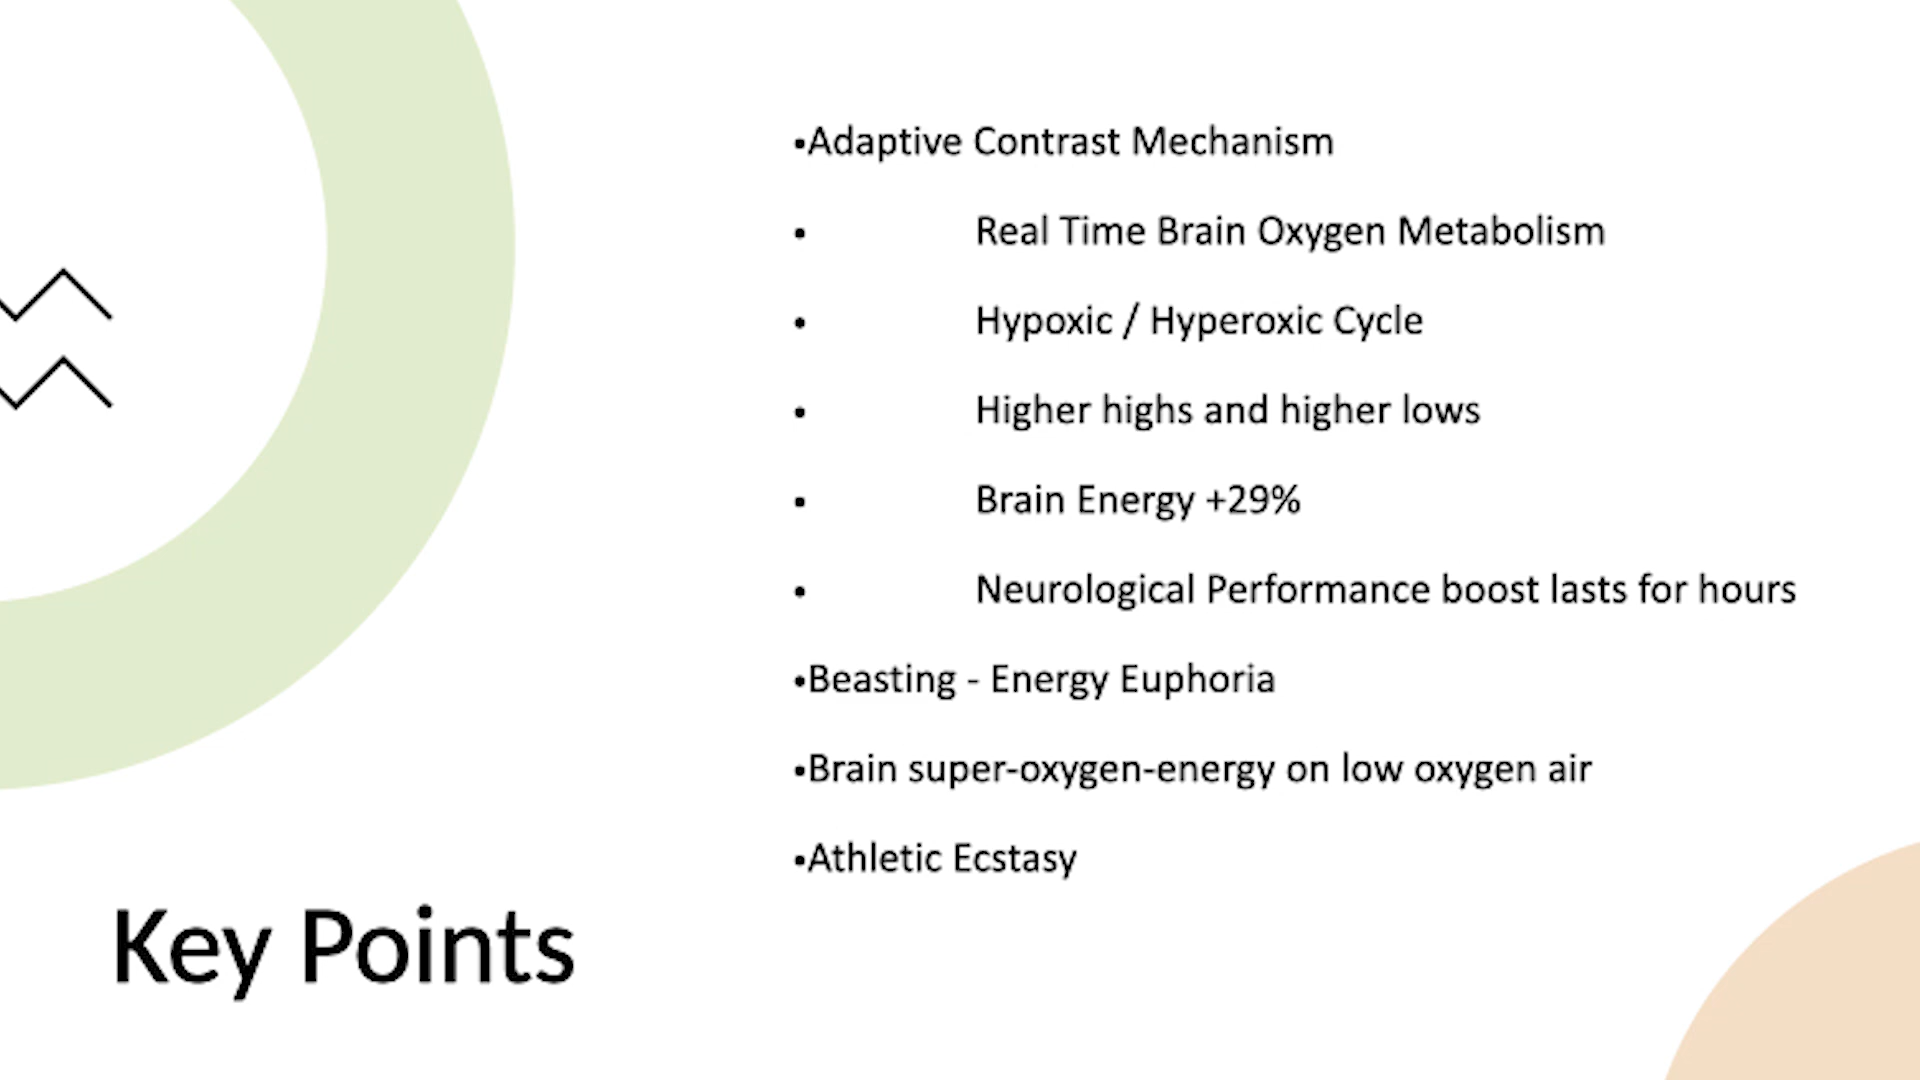 •Adaptive Contrast Mechanism
• Real Time Brain Oxygen Metabolism
• Hypoxic / Hyperoxic Cycle
• Higher highs and higher lows
• Brain Energy +29%
• Neurological Performance boost lasts for hours
•Beasting - Energy Euphoria
•Brain super-oxygen-energy on low oxygen air
•Athletic Ecstasy
Key Points